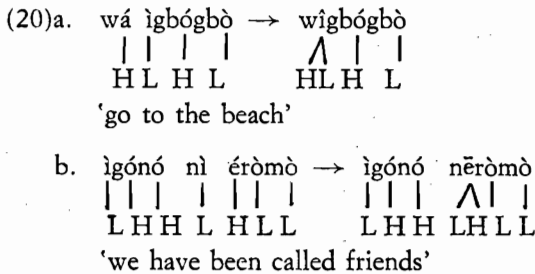 (20)a. wá ìgbógbò → wîgbógbò
H L H L HL H L
'go to the beach'
b. ìgónó nì éròmò → ìgónó nēròmò
L H H L H L L L H H LH L L
'we have been called friends'